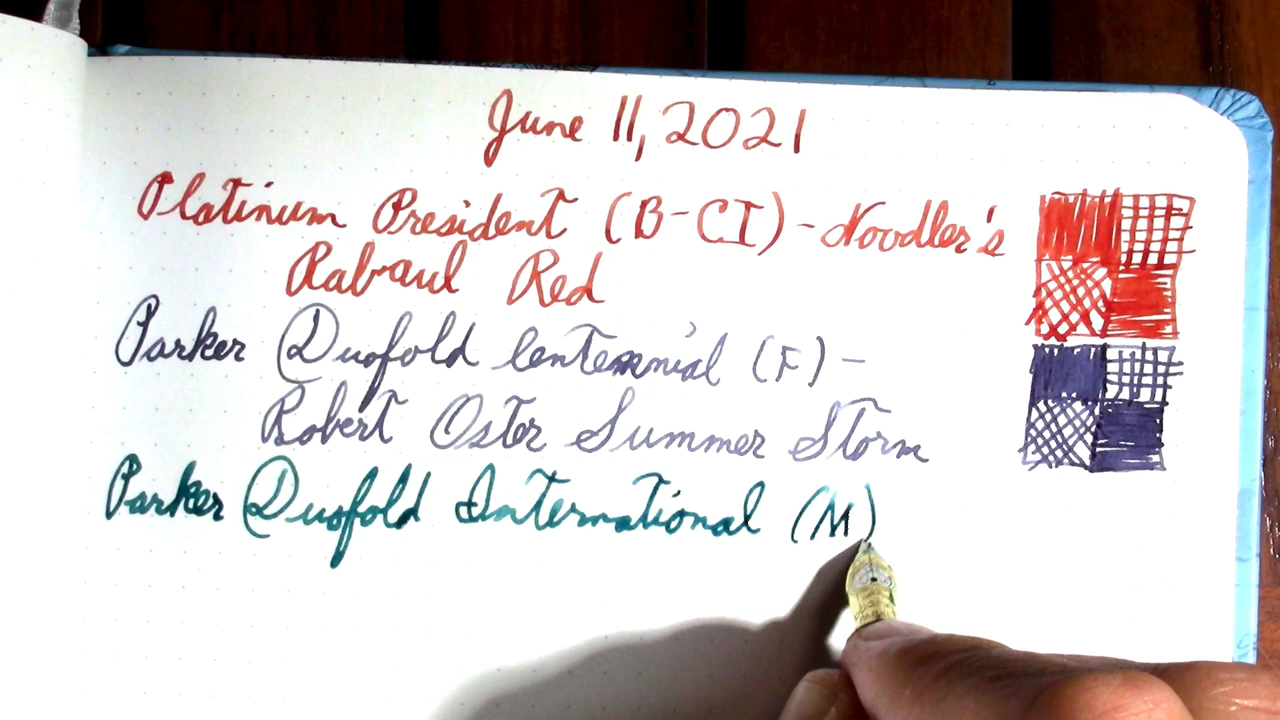 June 11, 2021
Platinum President (B-CI) - Noodler's
Rabaul Red
Parker Duofold Centennial (F) -
Robert Oster Summer Storm
Parker Duofold International (M)